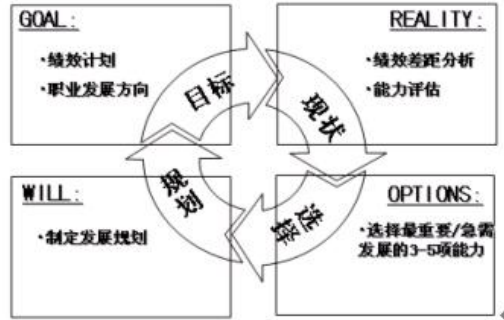 GOAL:
·绩效计划
·职业发展方向
REALITY:
·绩效差距分析
·能力评估
目标
现状
选择
规划
WILL:
·制定发展规划
OPTIONS:
·选择最重要/急需
发展的3-5项能力